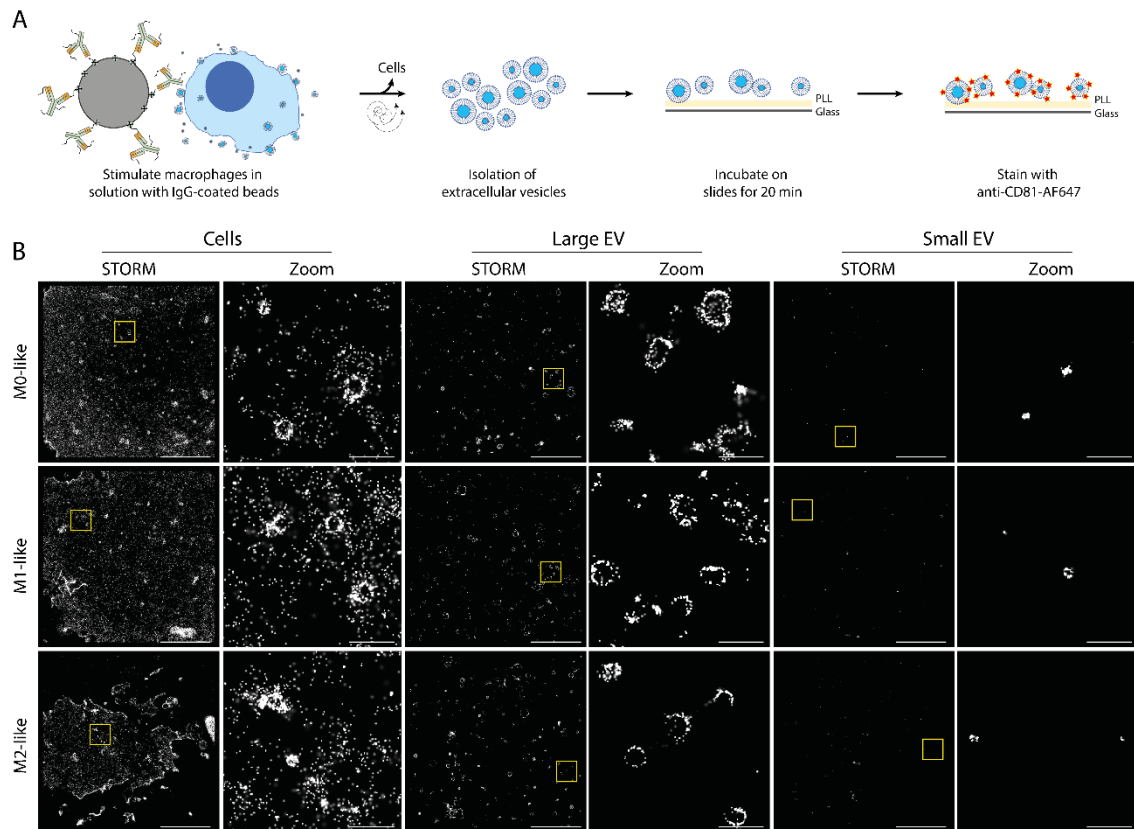 A
Cells
PLL
Glass
PLL
Glass
Stimulate macrophages in
solution with IgG-coated beads
Isolation of
extracellular vesicles
Incubate on
slides for 20 min
Stain with
anti-CD81-AF647
B
Cells
Large EV
Small EV
STORM
Zoom
STORM
Zoom
STORM
Zoom
M0-like
M1-like
M2-like